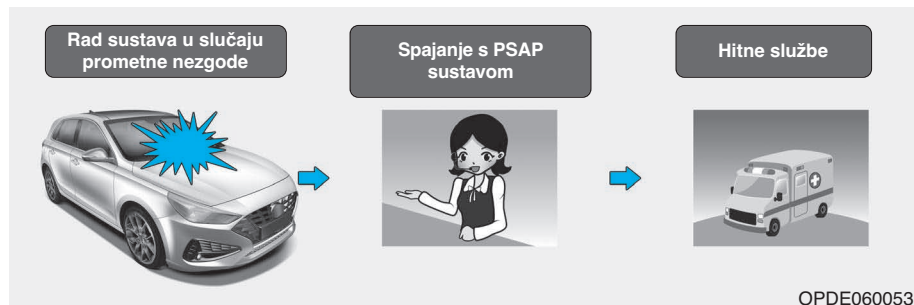 Rad sustava u slučaju
prometne nezgode
Spajanje s PSAP
sustavom
Hitne službe
OPDE060053